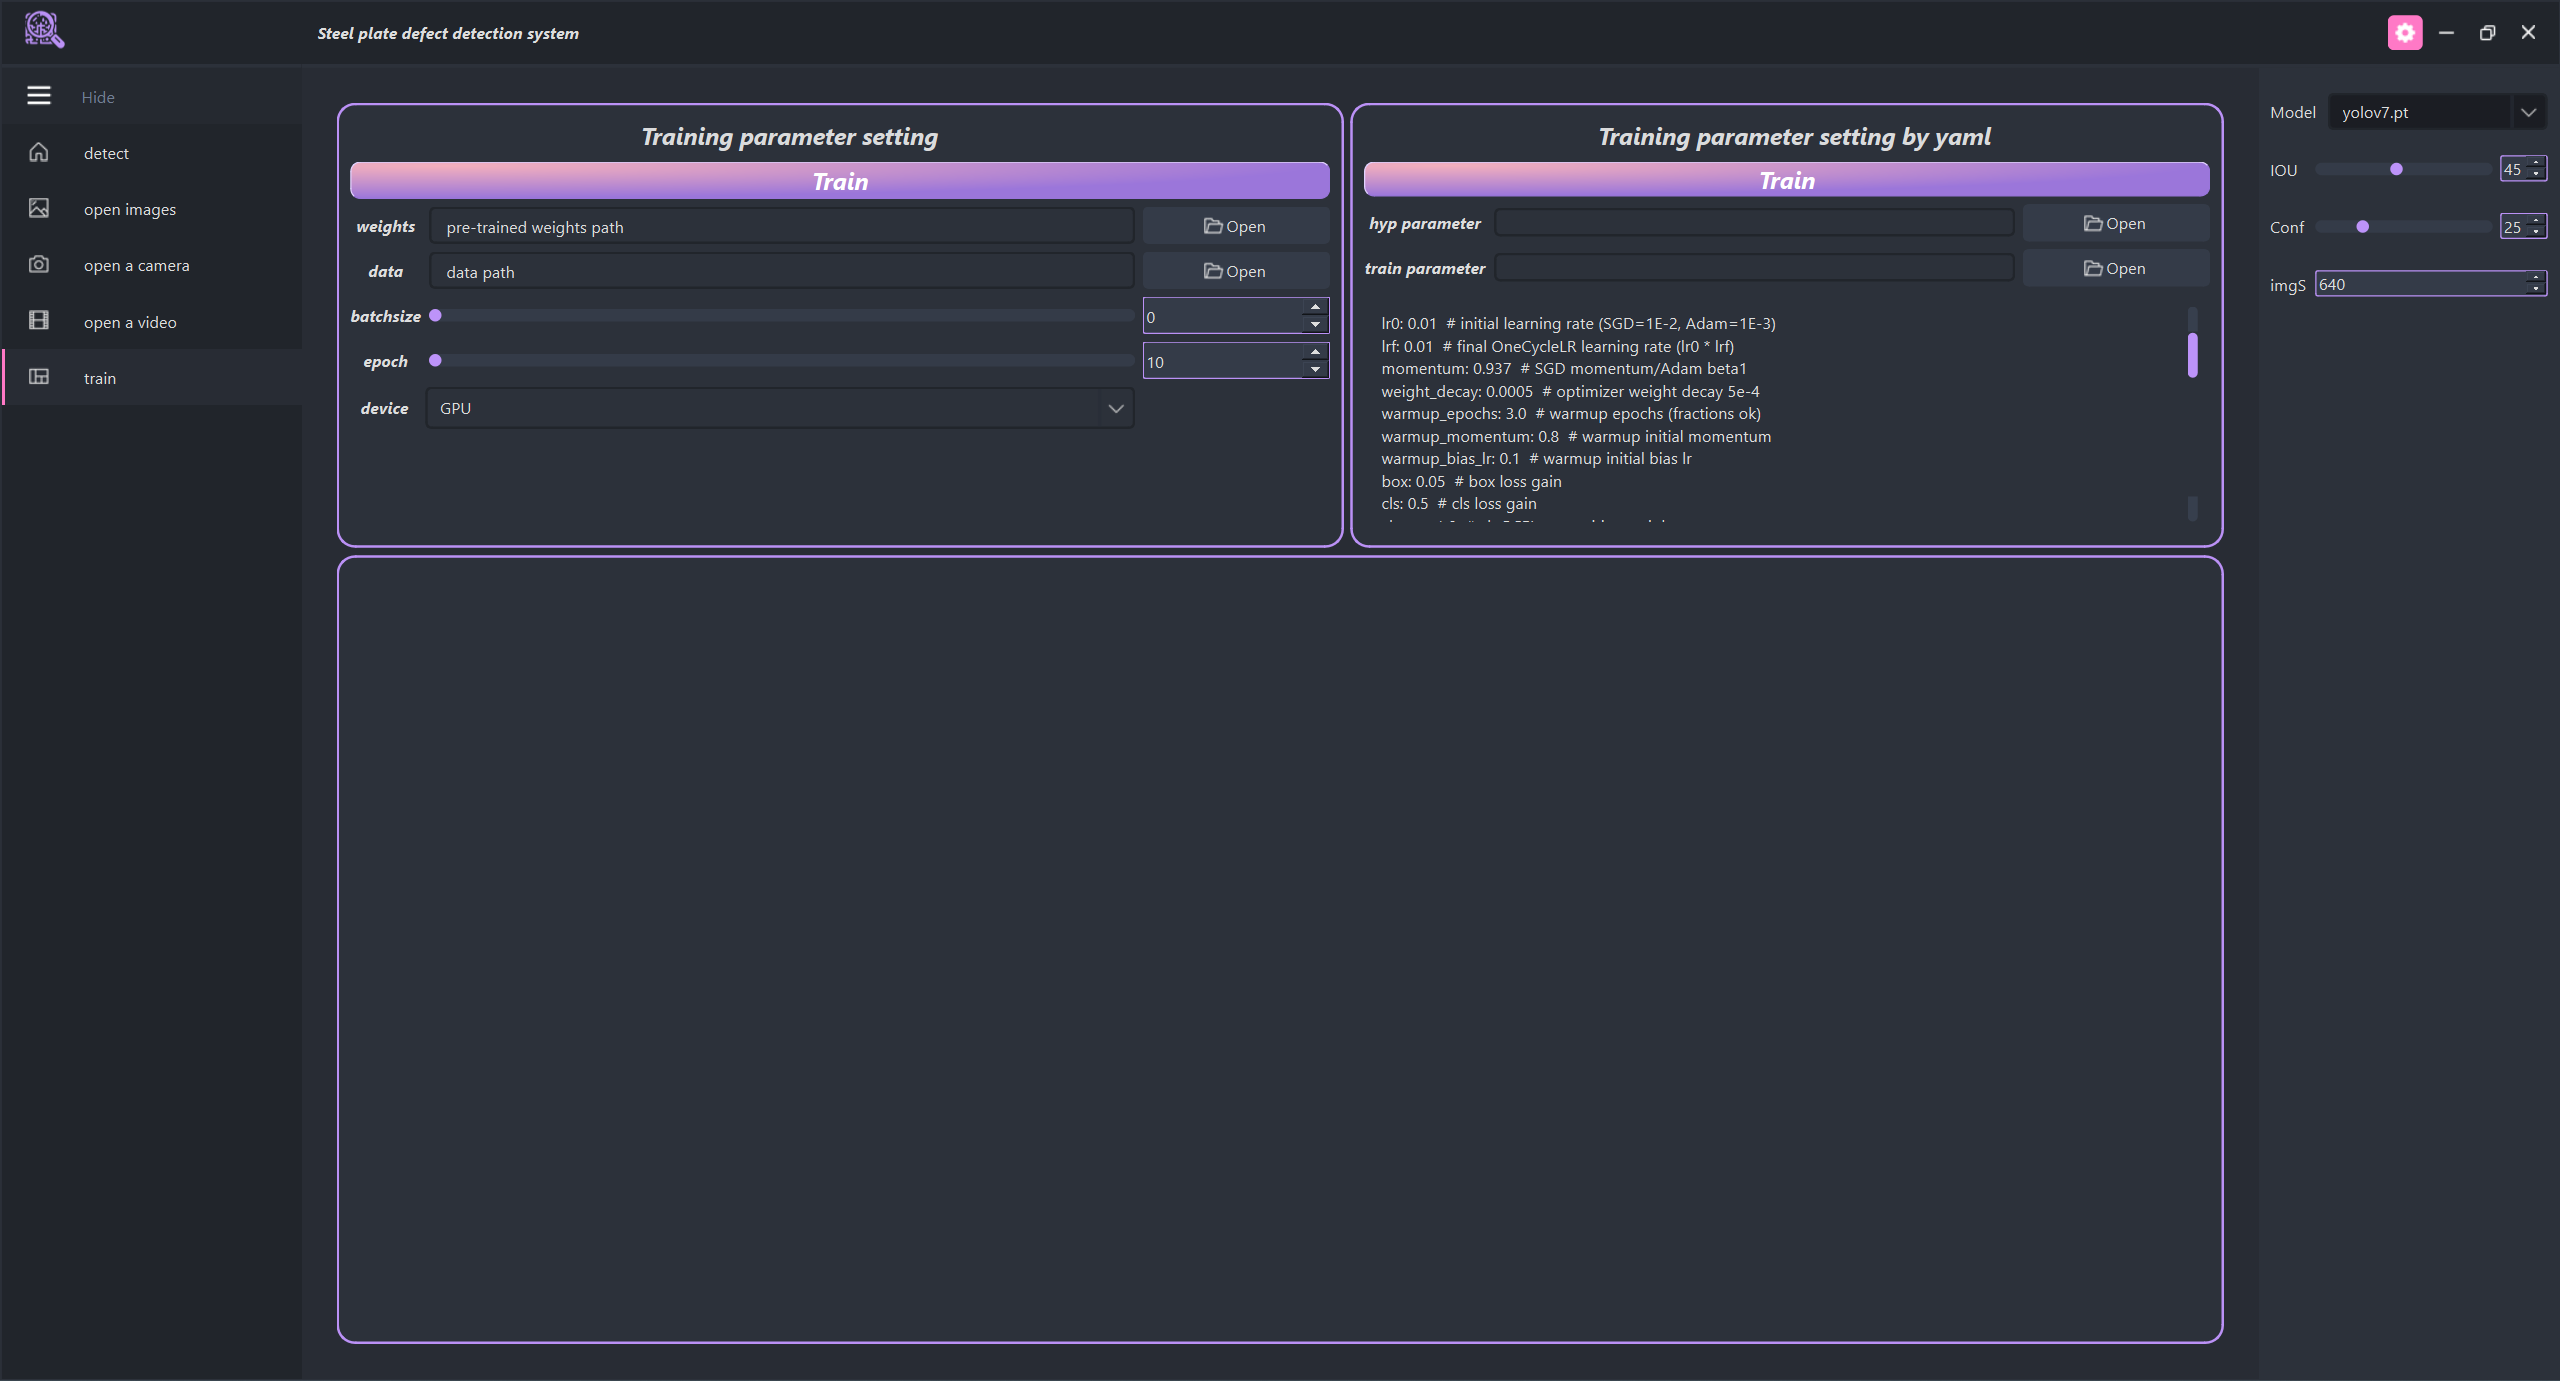 Steel plate defect detection system
Hide
detect
open images
open a camera
open a video
train
Training parameter setting
Train
weights pre-trained weights path Open
data data path Open
batchsize 0
epoch 10
device GPU
Training parameter setting by yaml
Train
hyp parameter Open
train parameter Open
lr0: 0.01 # initial learning rate (SGD=1E-2, Adam=1E-3)
lrf: 0.01 # final OneCycleLR learning rate (lr0 * lrf)
momentum: 0.937 # SGD momentum/Adam beta1
weight_decay: 0.0005 # optimizer weight decay 5e-4
warmup_epochs: 3.0 # warmup epochs (fractions ok)
warmup_momentum: 0.8 # warmup initial momentum
warmup_bias_lr: 0.1 # warmup initial bias lr
box: 0.05 # box loss gain
cls: 0.5 # cls loss gain
Model yolov7.pt
IOU 45
Conf 25
imgS 640